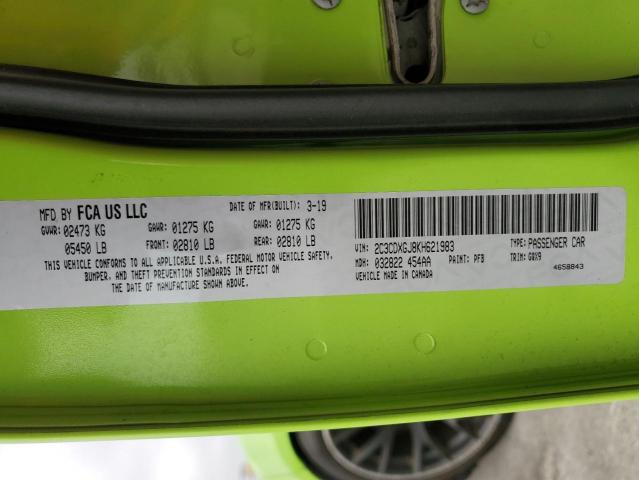 MFD BY FCA US LLC DATE OF MFR(BUILT): 3-19
GVWR: 02473 KG GAWR: 01275 KG GAWR: 01275 KG
05450 LB FRONT: 02810 LB REAR: 02810 LB
THIS VEHICLE CONFORMS TO ALL APPLICABLE U.S.A. FEDERAL MOTOR VEHICLE SAFETY,
BUMPER, AND THEFT PREVENTION STANDARDS IN EFFECT ON
THE DATE OF MANUFACTURE SHOWN ABOVE.
VIN: 2C3CDXGJ8KH621983 TYPE: PASSENGER CAR
MDH: 032822 454AA PAINT: PFB TRIM: GQX9
VEHICLE MADE IN CANADA 4658843